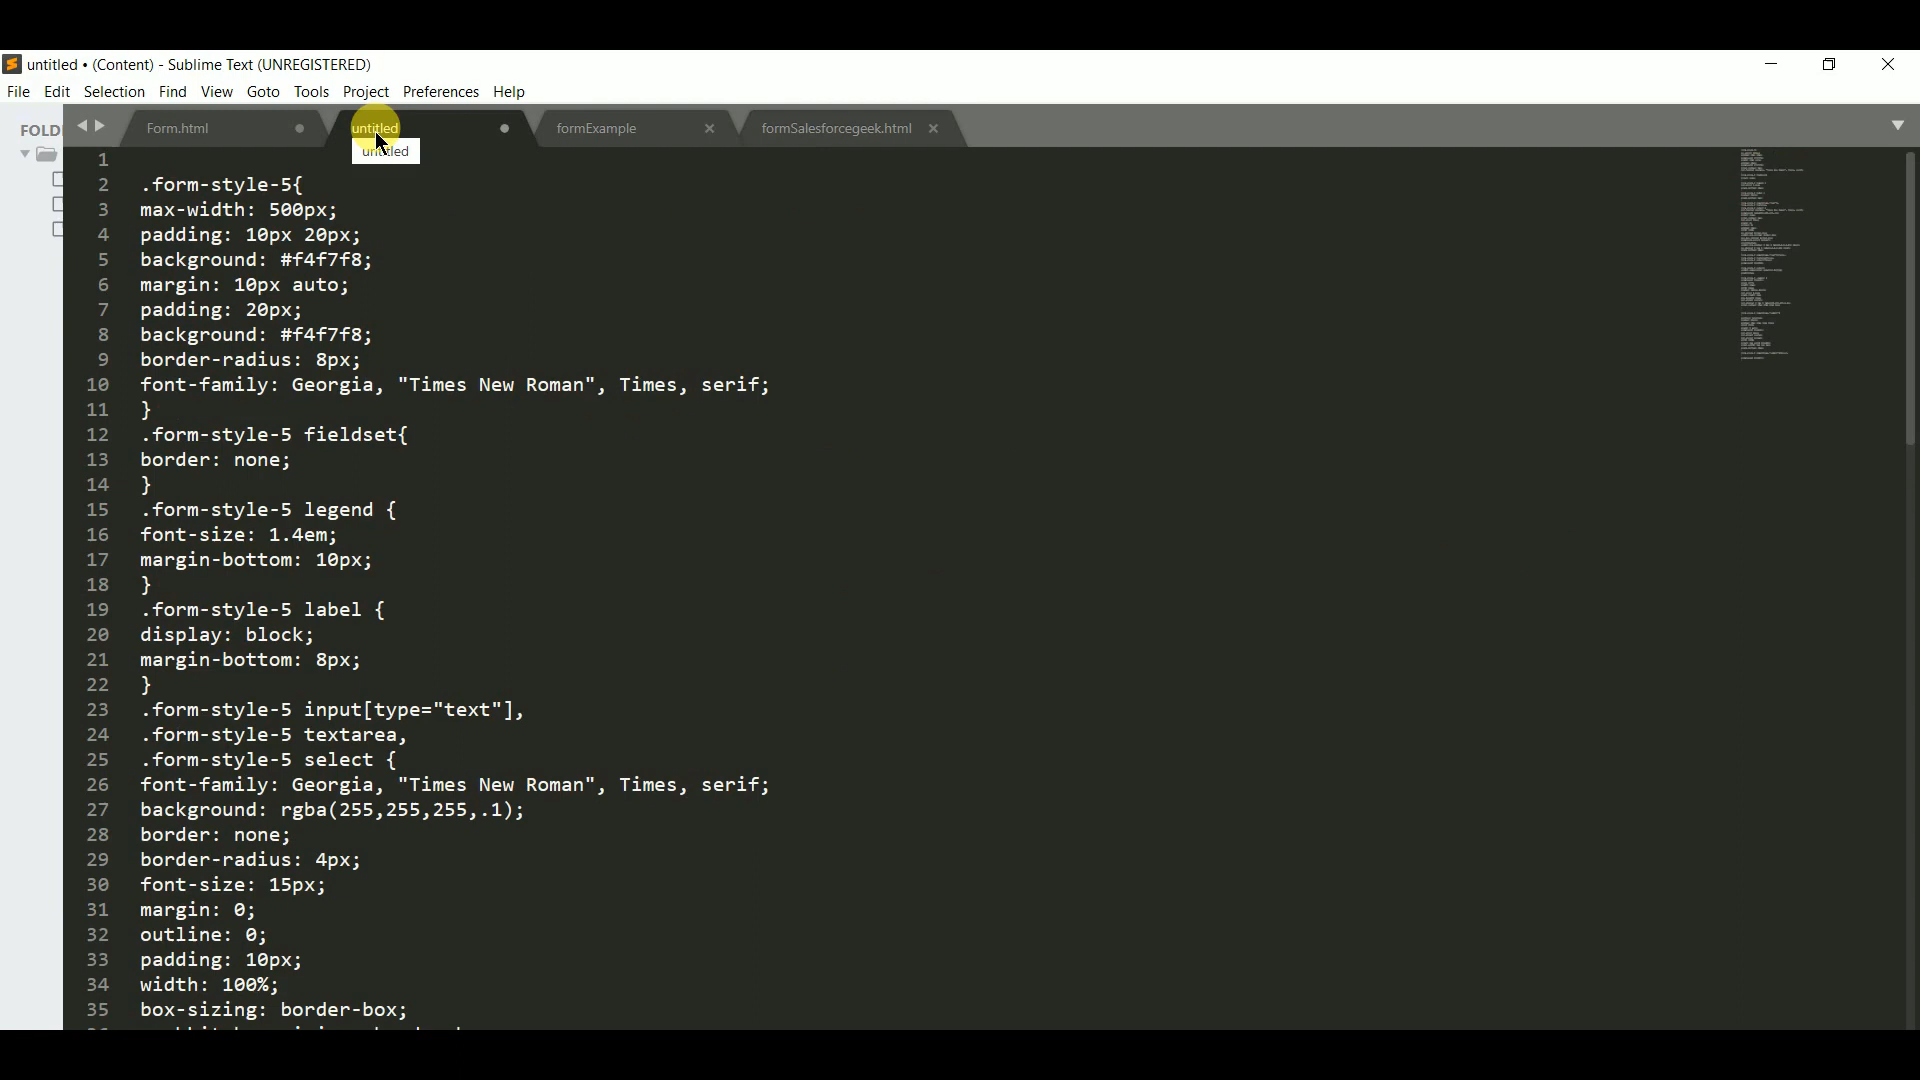 untitled • (Content) - Sublime Text (UNREGISTERED)
File Edit Selection Find View Goto Tools Project Preferences Help
FOLD
Form.html untitled formExample formSalesforcegeek.html
untitled
1
2 .form-style-5{
3 max-width: 500px;
4 padding: 10px 20px;
5 background: #f4f7f8;
6 margin: 10px auto;
7 padding: 20px;
8 background: #f4f7f8;
9 border-radius: 8px;
10 font-family: Georgia, "Times New Roman", Times, serif;
11 }
12 .form-style-5 fieldset{
13 border: none;
14 }
15 .form-style-5 legend {
16 font-size: 1.4em;
17 margin-bottom: 10px;
18 }
19 .form-style-5 label {
20 display: block;
21 margin-bottom: 8px;
22 }
23 .form-style-5 input[type="text"],
24 .form-style-5 textarea,
25 .form-style-5 select {
26 font-family: Georgia, "Times New Roman", Times, serif;
27 background: rgba(255,255,255,.1);
28 border: none;
29 border-radius: 4px;
30 font-size: 15px;
31 margin: 0;
32 outline: 0;
33 padding: 10px;
34 width: 100%;
35 box-sizing: border-box;